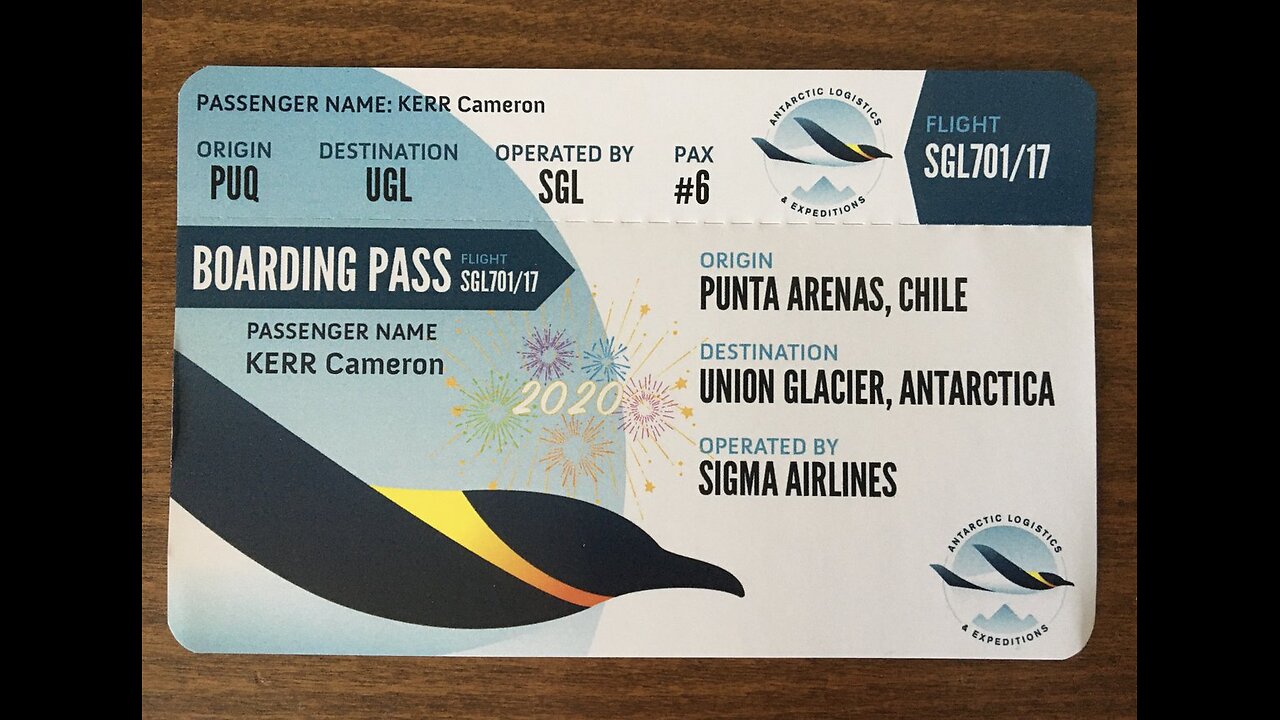 PASSENGER NAME: KERR Cameron
ANTARCTIC LOGISTICS
& EXPEDITIONS
FLIGHT
SGL701/17
ORIGIN DESTINATION OPERATED BY PAX
PUQ UGL SGL #6
BOARDING PASS FLIGHT SGL701/17
PASSENGER NAME
KERR Cameron
2020
ORIGIN
PUNTA ARENAS, CHILE
DESTINATION
UNION GLACIER, ANTARCTICA
OPERATED BY
SIGMA AIRLINES
ANTARCTIC LOGISTICS
& EXPEDITIONS